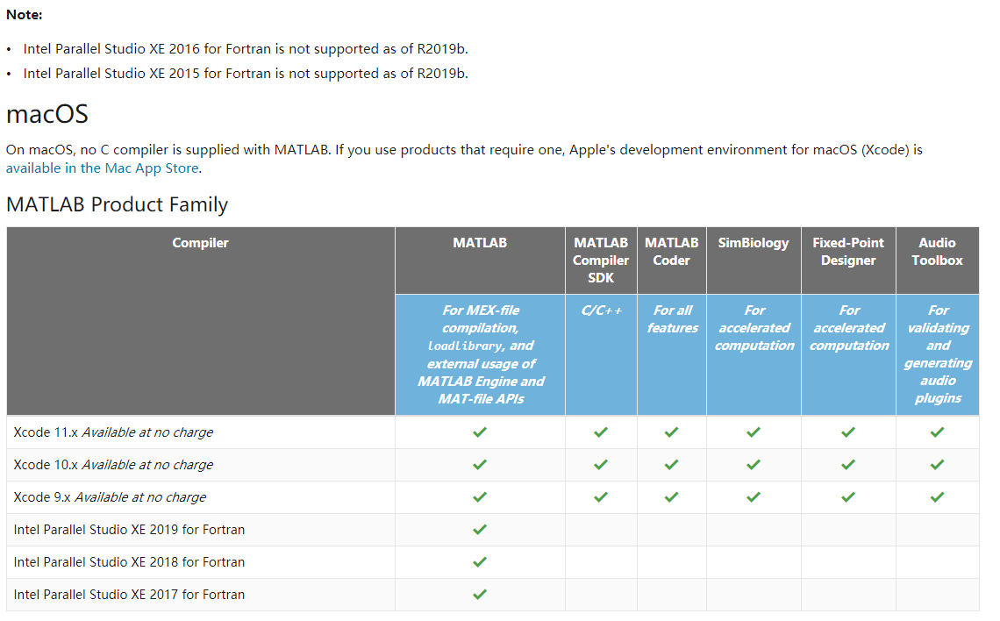 Note:
• Intel Parallel Studio XE 2016 for Fortran is not supported as of R2019b.
• Intel Parallel Studio XE 2015 for Fortran is not supported as of R2019b.
macOS
On macOS, no C compiler is supplied with MATLAB. If you use products that require one, Apple's development environment for macOS (Xcode) is
available in the Mac App Store.
MATLAB Product Family
Compiler
MATLAB
MATLAB
Compiler
SDK
MATLAB
Coder
SimBiology
Fixed-Point
Designer
Audio
Toolbox
For MEX-file
compilation,
loadlibrary, and
external usage of
MATLAB Engine and
MAT-file APIs
C/C++
For all
features
For
accelerated
computation
For
accelerated
computation
For
validating
and
generating
audio
plugins
Xcode 11.x Available at no charge
Xcode 10.x Available at no charge
Xcode 9.x Available at no charge
Intel Parallel Studio XE 2019 for Fortran
Intel Parallel Studio XE 2018 for Fortran
Intel Parallel Studio XE 2017 for Fortran